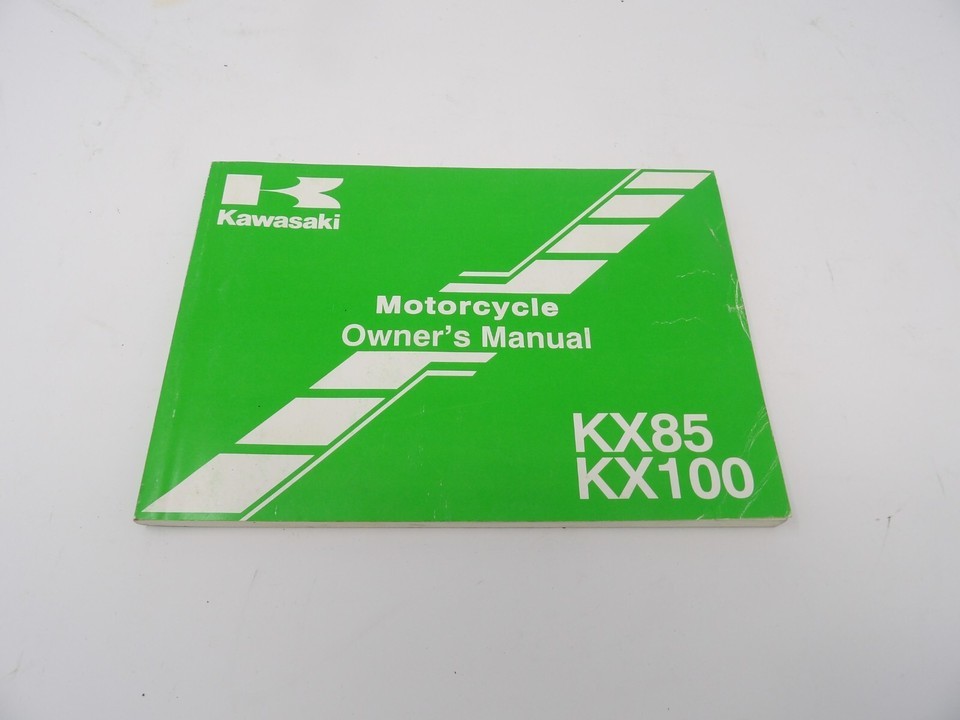 Kawasaki
Motorcycle
Owner's Manual
KX85
KX100